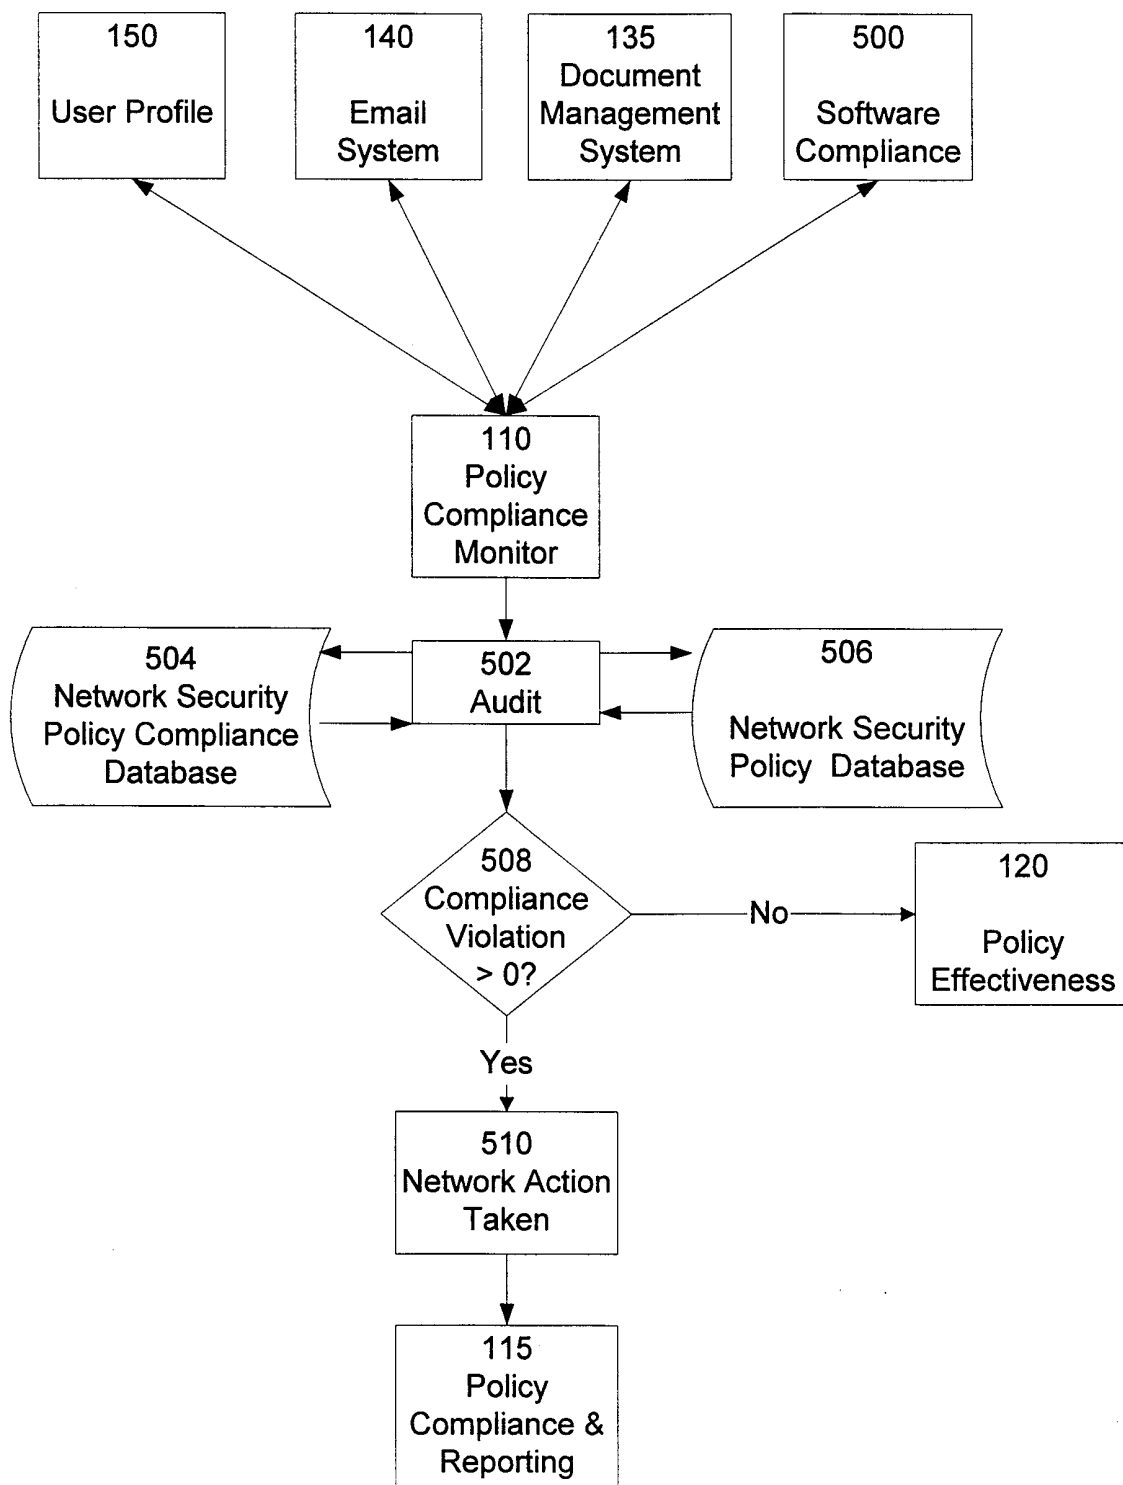 150
User Profile
140
Email
System
135
Document
Management
System
500
Software
Compliance
110
Policy
Compliance
Monitor
504
Network Security
Policy Compliance
Database
502
Audit
506
Network Security
Policy Database
508
Compliance
Violation
> 0?
No
120
Policy
Effectiveness
Yes
510
Network Action
Taken
115
Policy
Compliance &
Reporting